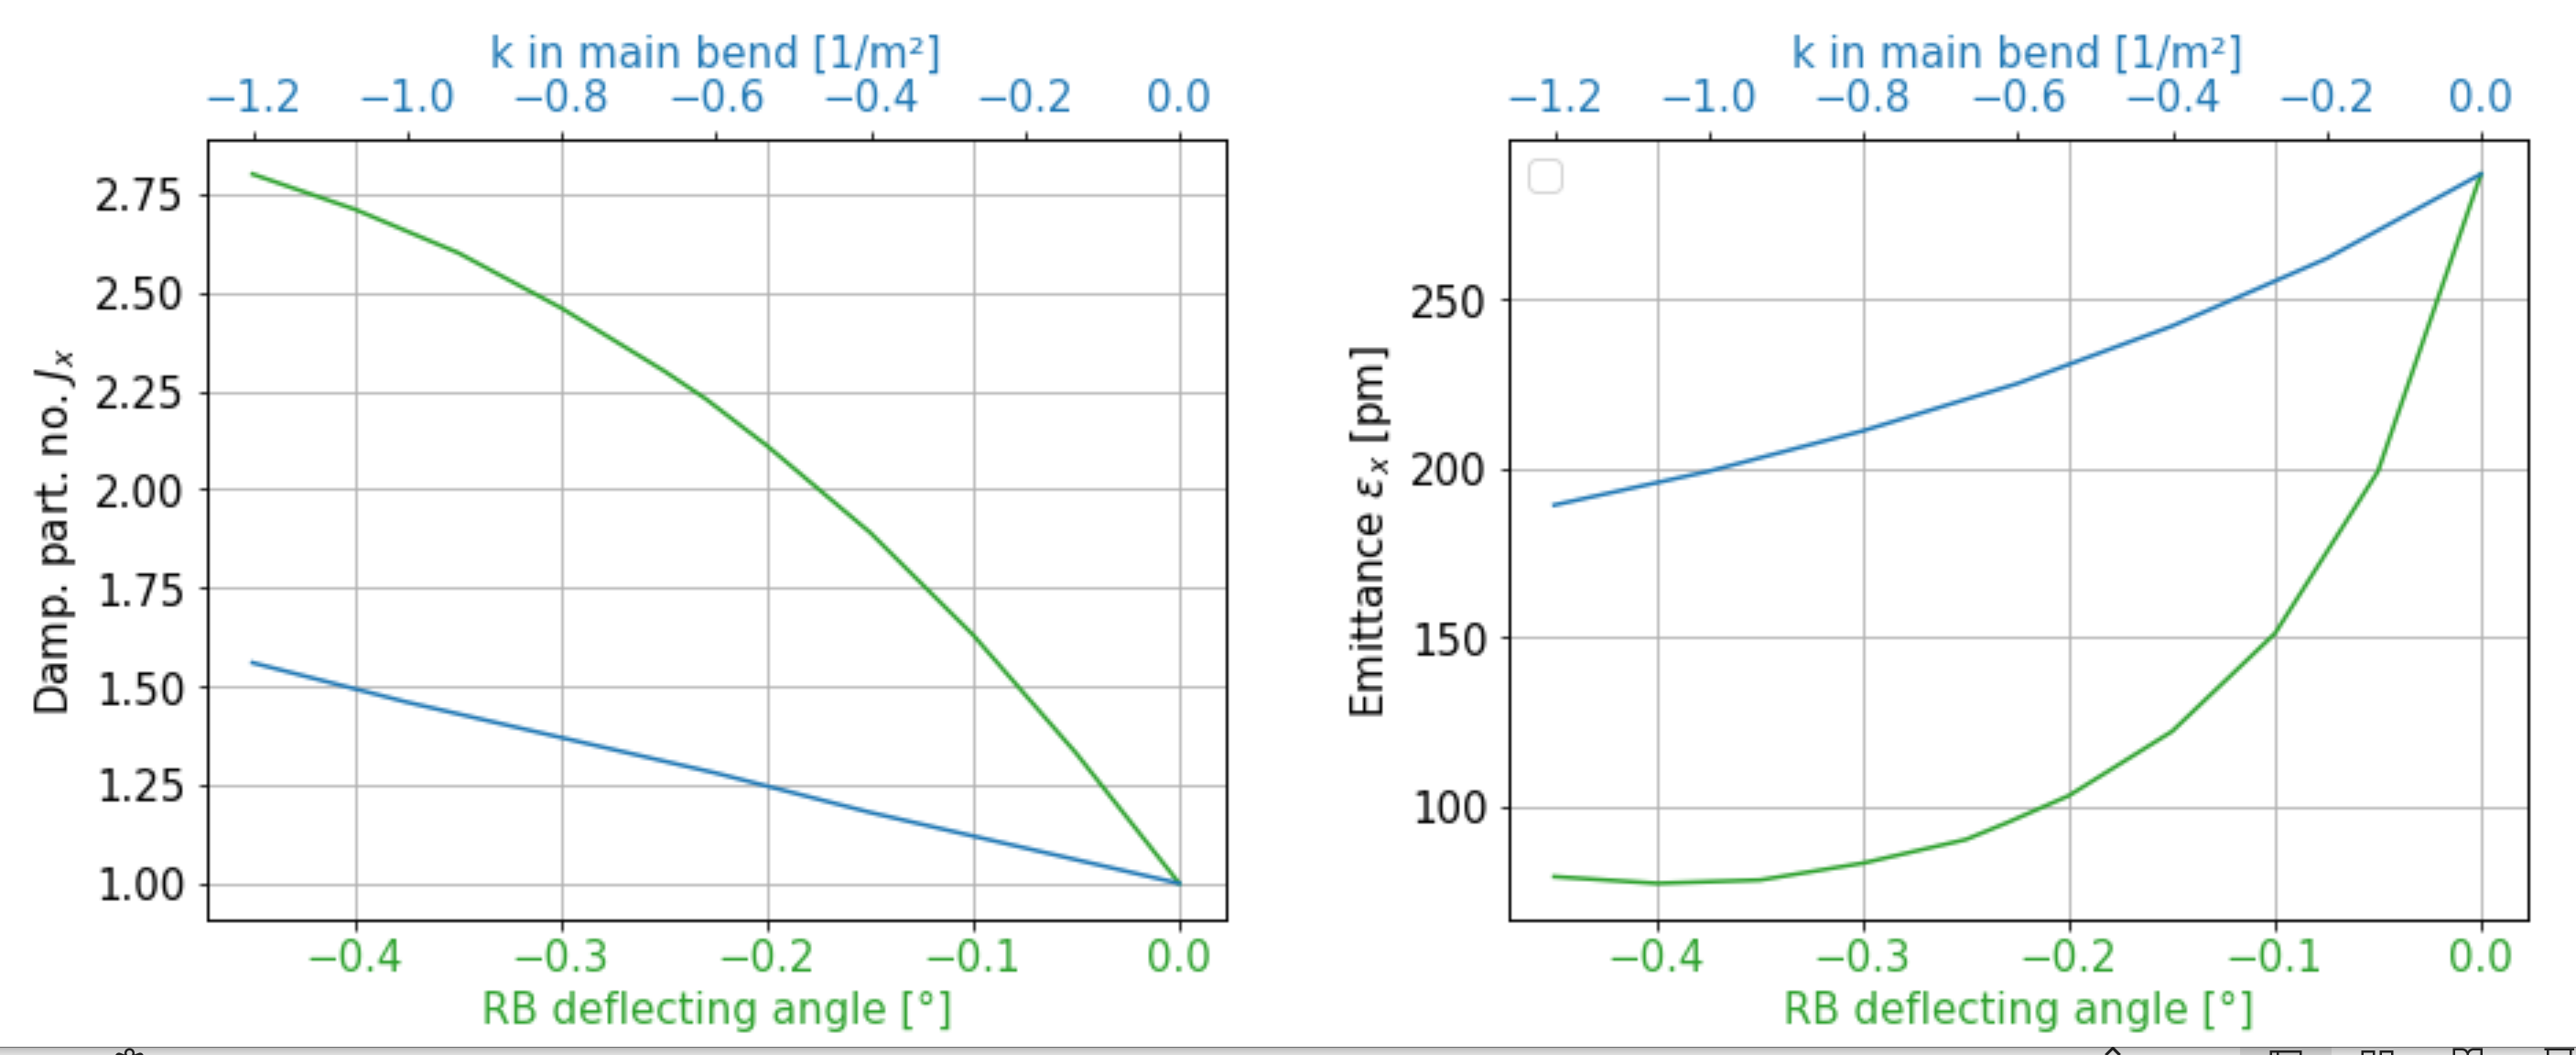 k in main bend [1/m²]
−1.2 −1.0 −0.8 −0.6 −0.4 −0.2 0.0
2.75
2.50
2.25
2.00
1.75
1.50
1.25
1.00
Damp. part. no. Jx
−0.4 −0.3 −0.2 −0.1 0.0
RB deflecting angle [°]
k in main bend [1/m²]
−1.2 −1.0 −0.8 −0.6 −0.4 −0.2 0.0
250
200
150
100
Emittance εx [pm]
−0.4 −0.3 −0.2 −0.1 0.0
RB deflecting angle [°]